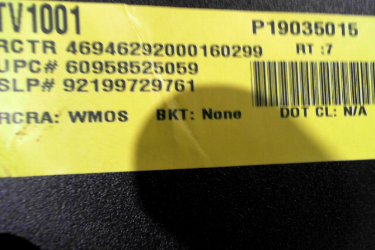 TV1001 P19035015
RCTR 46946292000160299 RT :7
UPC# 60958525059
SLP# 92199729761
RCRA: WMOS BKT: None DOT CL: N/A